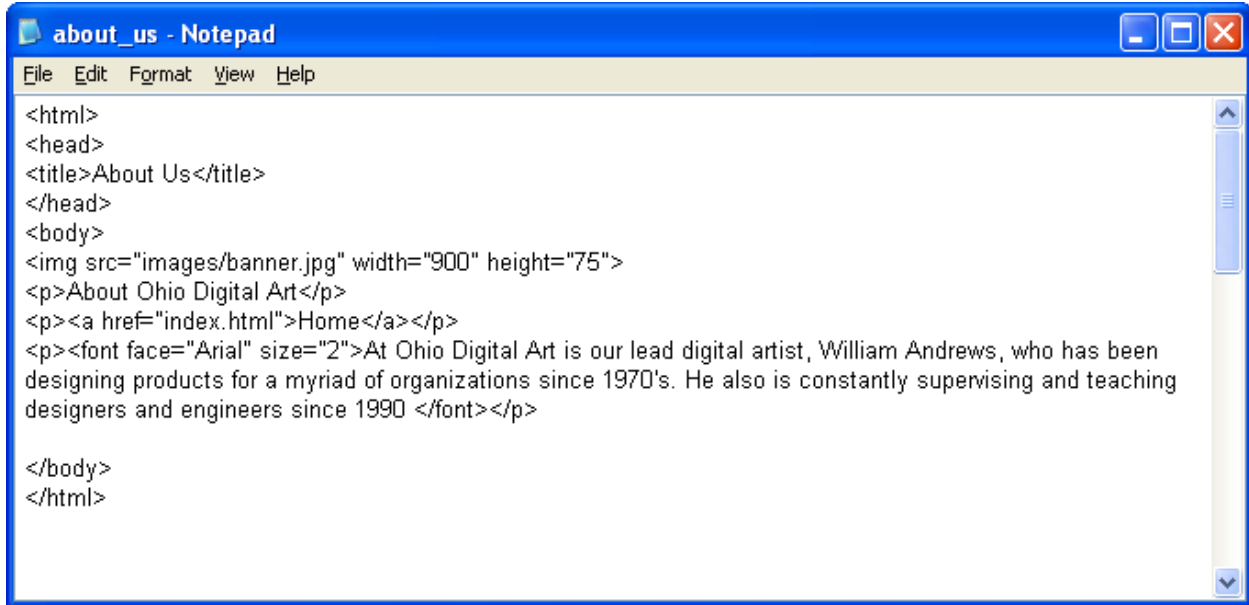 about_us - Notepad
File Edit Format View Help
<html>
<head>
<title>About Us</title>
</head>
<body>
<img src="images/banner.jpg" width="900" height="75">
<p>About Ohio Digital Art</p>
<p><a href="index.html">Home</a></p>
<p><font face="Arial" size="2">At Ohio Digital Art is our lead digital artist, William Andrews, who has been
designing products for a myriad of organizations since 1970's. He also is constantly supervising and teaching
designers and engineers since 1990 </font></p>
</body>
</html>